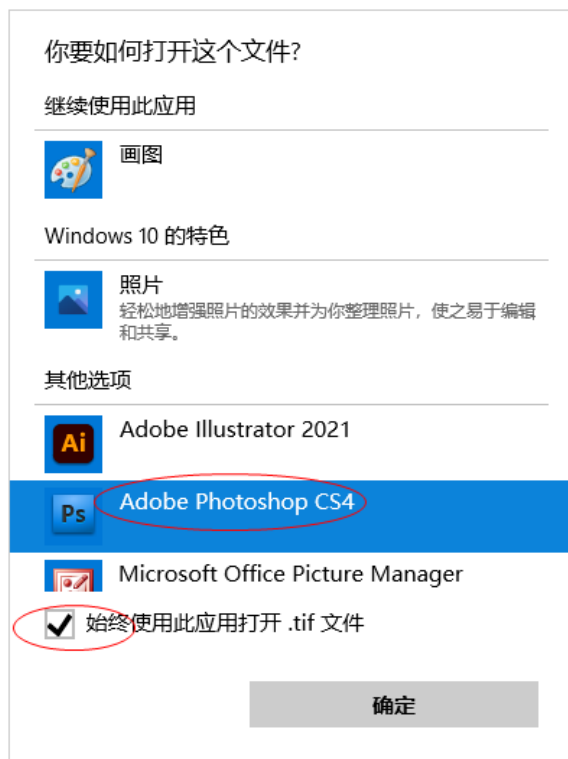 你要如何打开这个文件?
继续使用此应用
画图
Windows 10 的特色
照片
轻松地增强照片的效果并为你整理照片，使之易于编辑
和共享。
其他选项
Ai
Adobe Illustrator 2021
Ps
Adobe Photoshop CS4
Microsoft Office Picture Manager
始终使用此应用打开 .tif 文件
确定